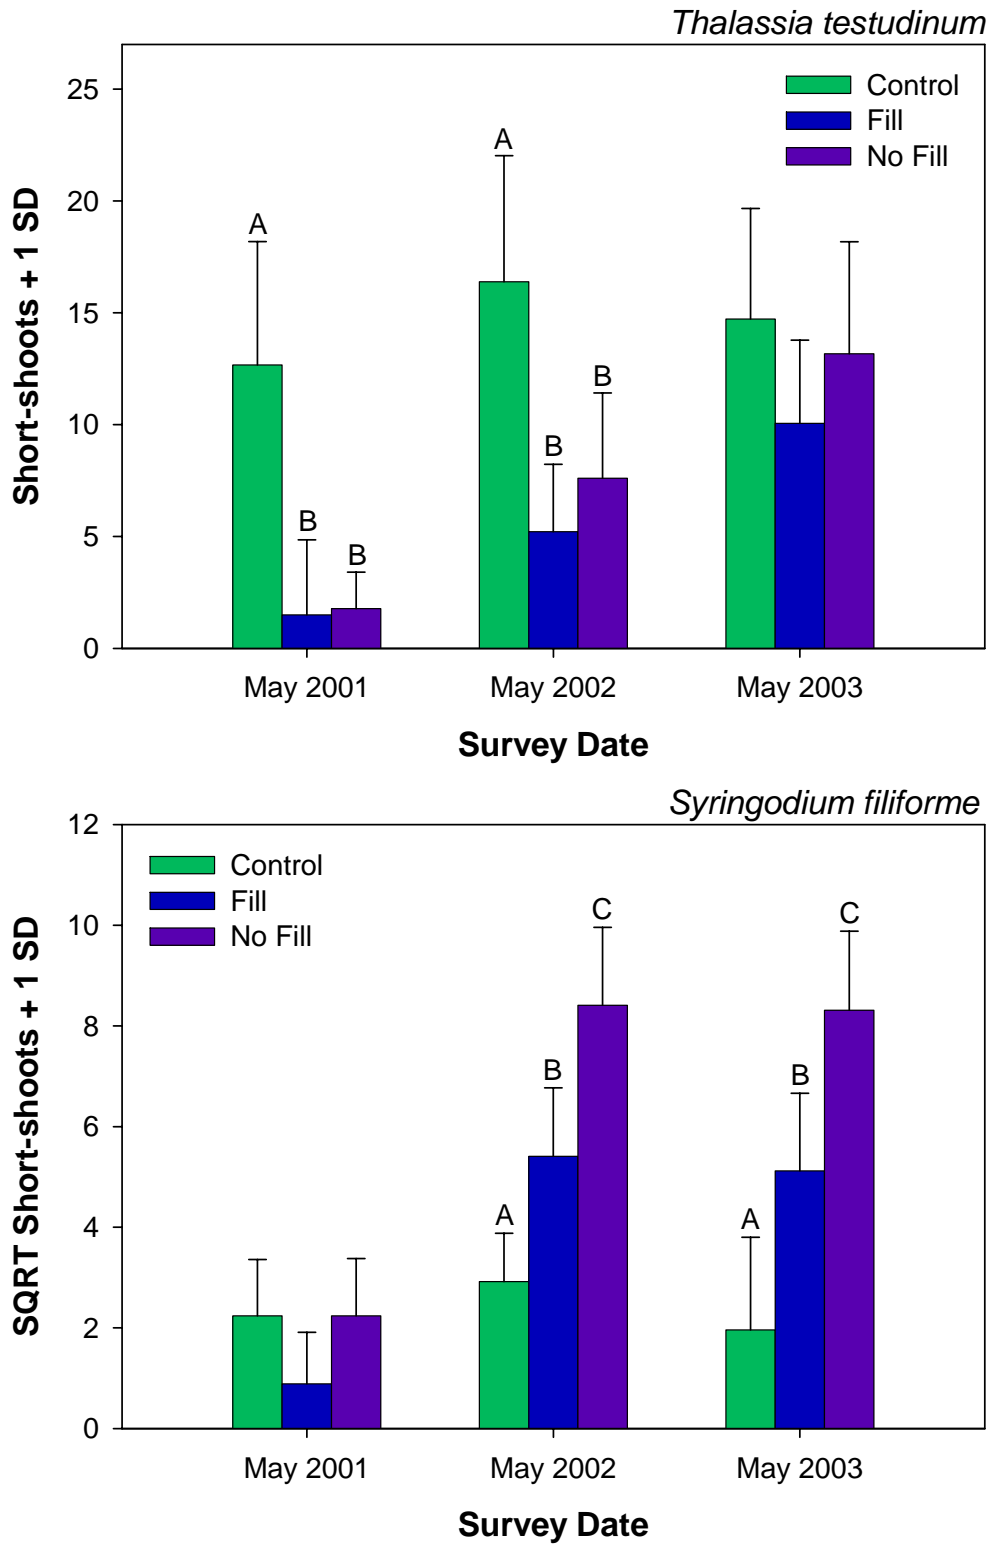 Thalassia testudinum
25
20
15
10
5
0
Short-shoots + 1 SD
Control
Fill
No Fill
A
B
B
A
B
B
May 2001
May 2002
May 2003
Survey Date
Syringodium filiforme
12
10
8
6
4
2
0
SQRT Short-shoots + 1 SD
Control
Fill
No Fill
A
B
C
A
B
C
May 2001
May 2002
May 2003
Survey Date